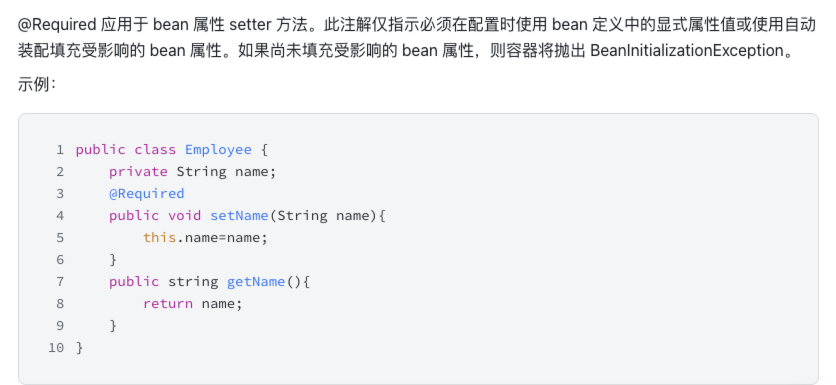 @Required 应用于 bean 属性 setter 方法。此注解仅指示必须在配置时使用 bean 定义中的显式属性值或使用自动
装配填充受影响的 bean 属性。如果尚未填充受影响的 bean 属性，则容器将抛出 BeanInitializationException。
示例：
1 public class Employee {
2     private String name;
3     @Required
4     public void setName(String name){
5         this.name=name;
6     }
7     public string getName(){
8         return name;
9     }
10 }